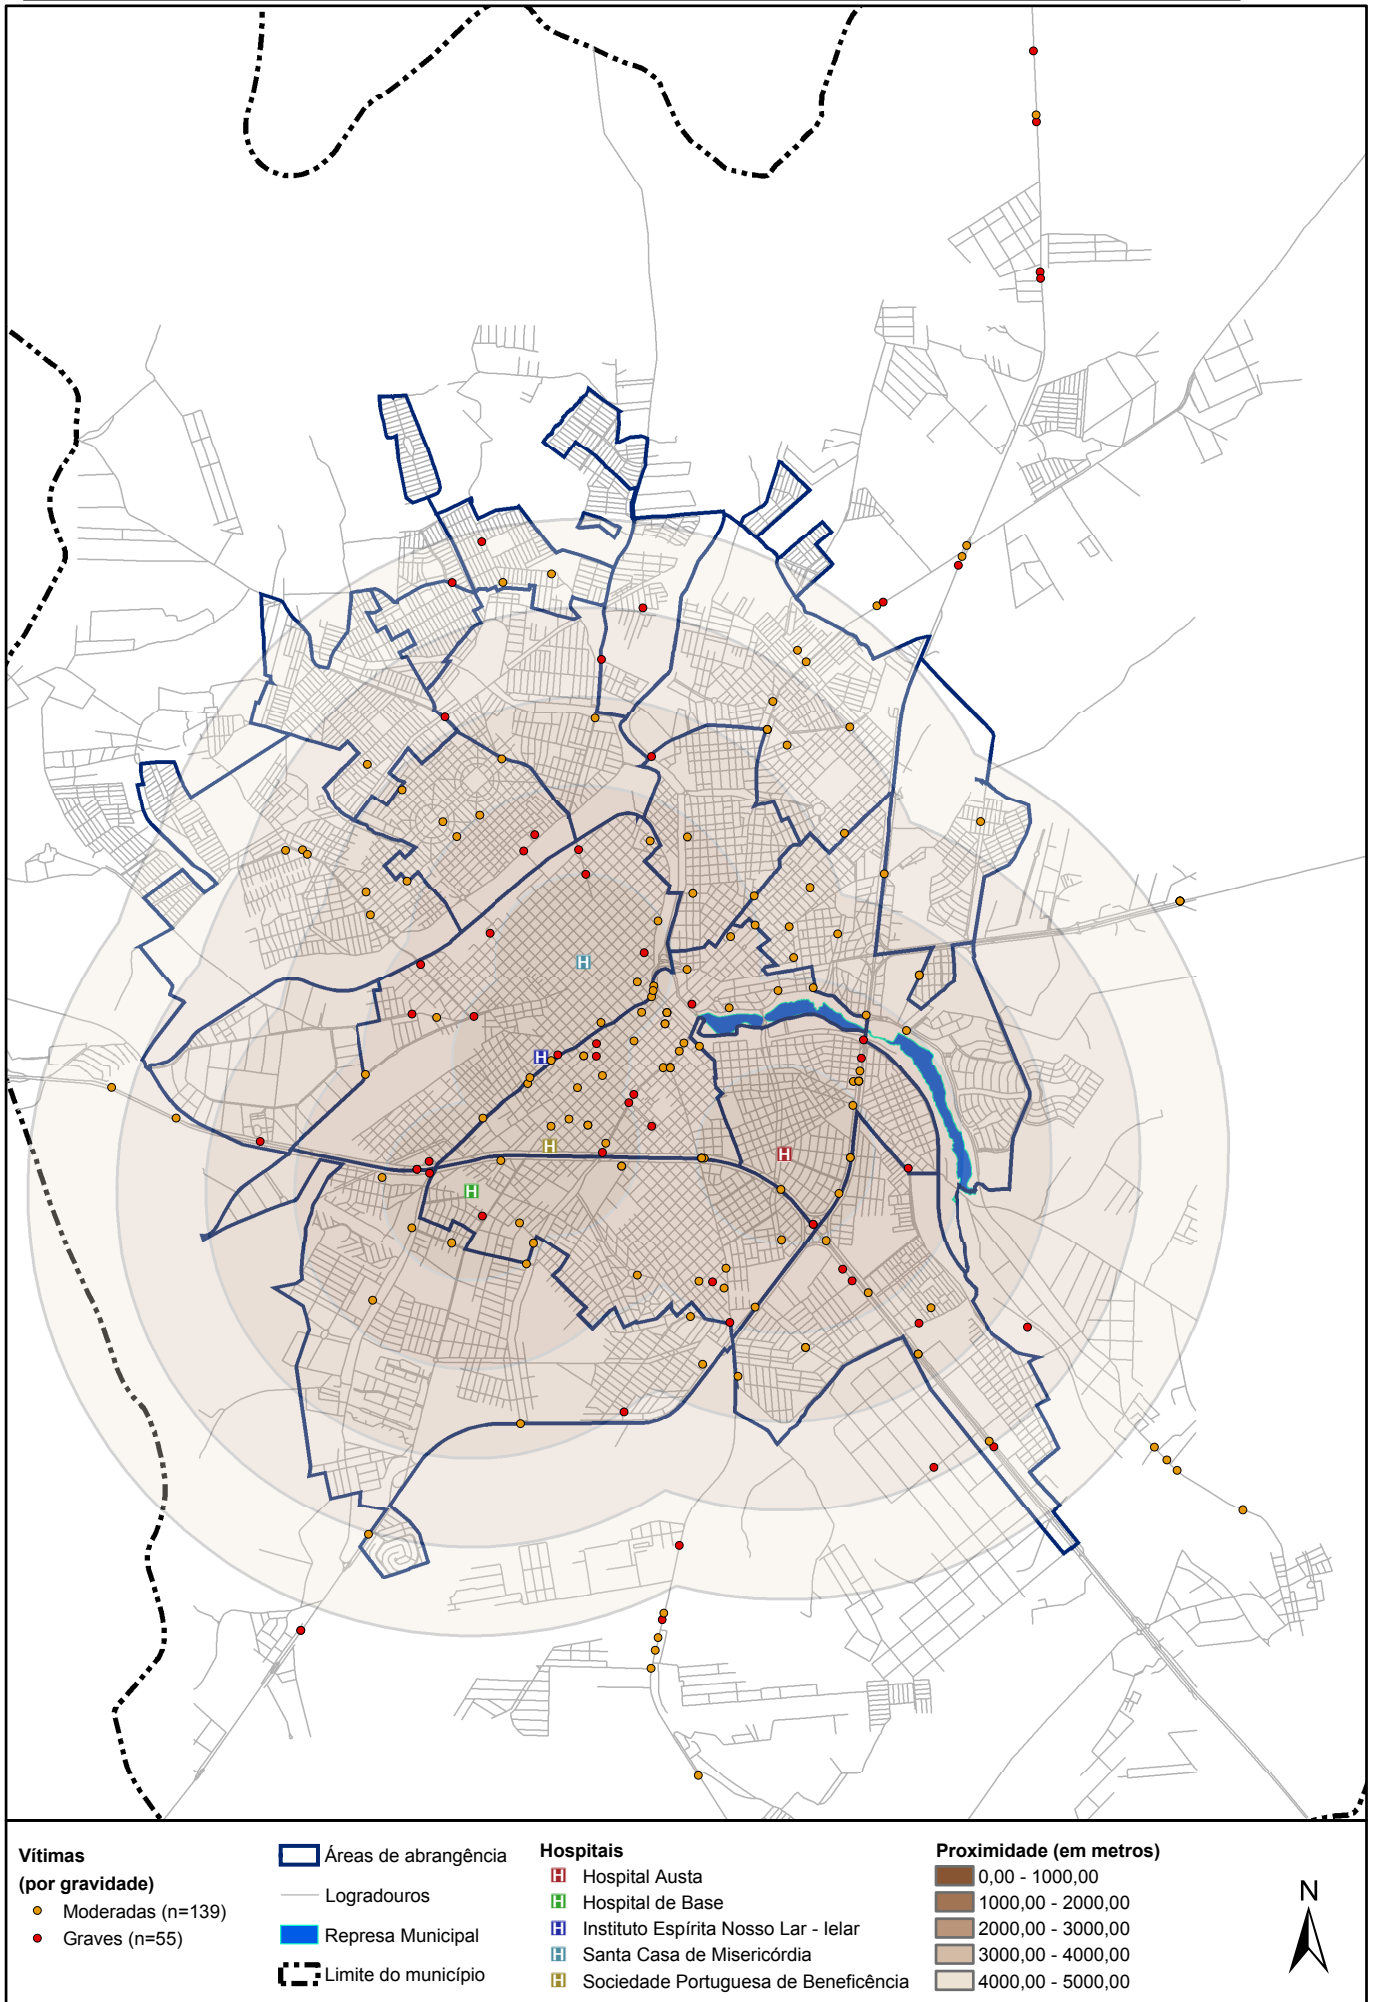 H
H
H
H
H
Vítimas
(por gravidade)
Moderadas (n=139)
Graves (n=55)
Áreas de abrangência
Logradouros
Represa Municipal
Limite do município
Hospitais
H Hospital Austa
H Hospital de Base
H Instituto Espírita Nosso Lar - Ielar
H Santa Casa de Misericórdia
H Sociedade Portuguesa de Beneficência
Proximidade (em metros)
0,00 - 1000,00
1000,00 - 2000,00
2000,00 - 3000,00
3000,00 - 4000,00
4000,00 - 5000,00
N